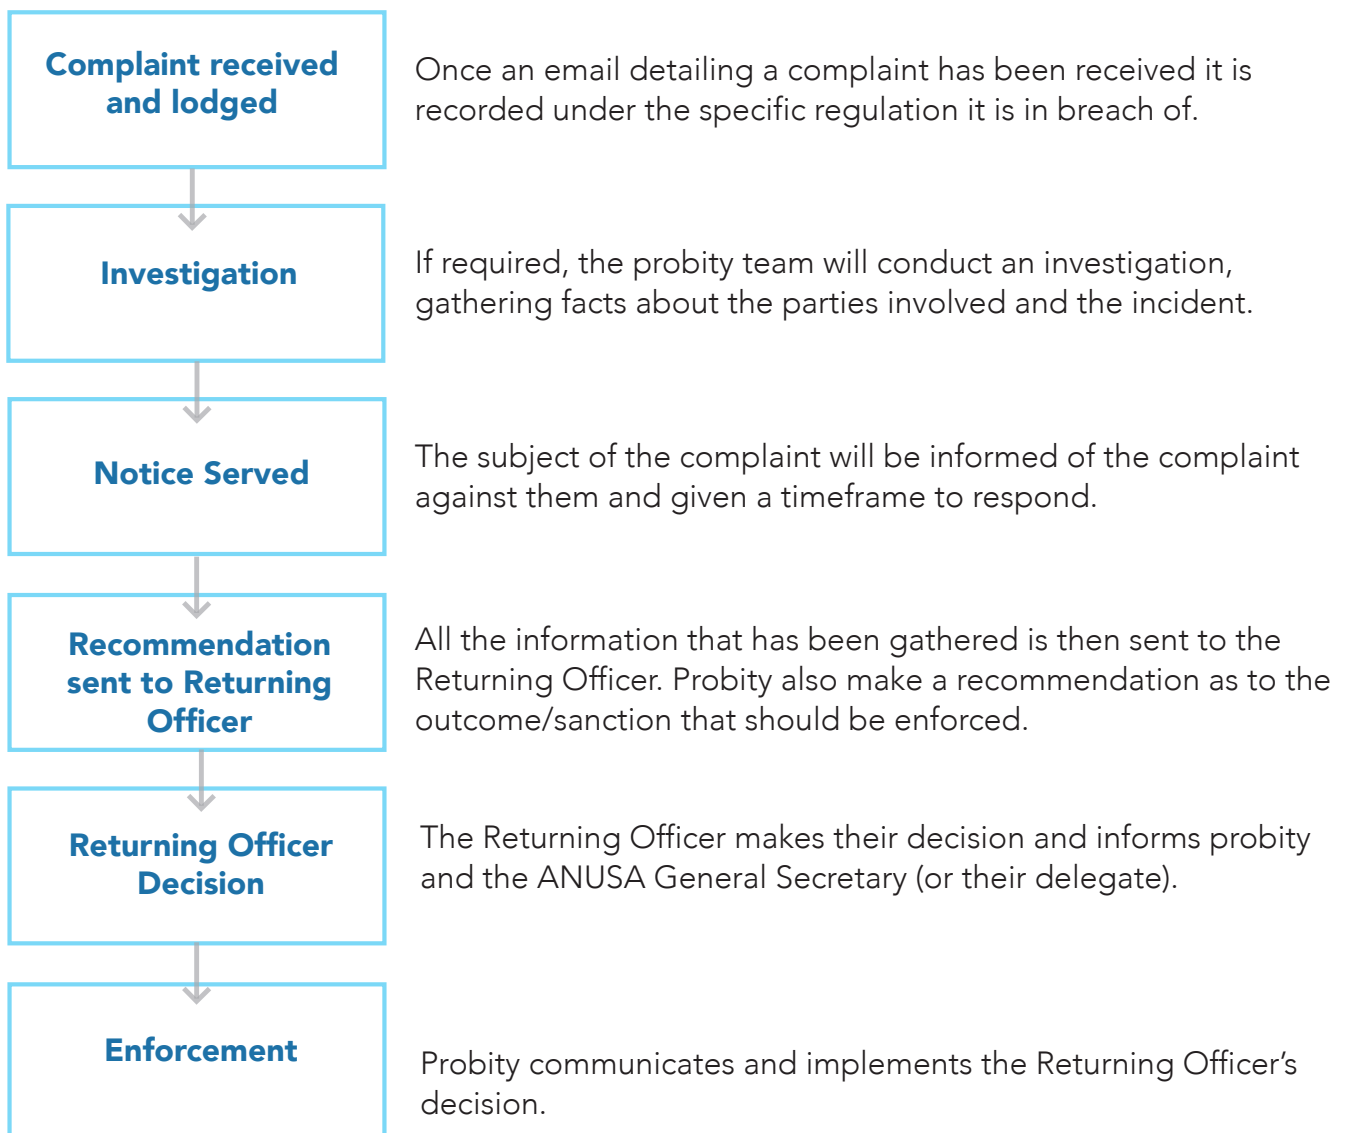 Complaint received
and lodged
Once an email detailing a complaint has been received it is
recorded under the specific regulation it is in breach of.
Investigation
If required, the probity team will conduct an investigation,
gathering facts about the parties involved and the incident.
Notice Served
The subject of the complaint will be informed of the complaint
against them and given a timeframe to respond.
Recommendation
sent to Returning
Officer
All the information that has been gathered is then sent to the
Returning Officer. Probity also make a recommendation as to the
outcome/sanction that should be enforced.
Returning Officer
Decision
The Returning Officer makes their decision and informs probity
and the ANUSA General Secretary (or their delegate).
Enforcement
Probity communicates and implements the Returning Officer’s
decision.